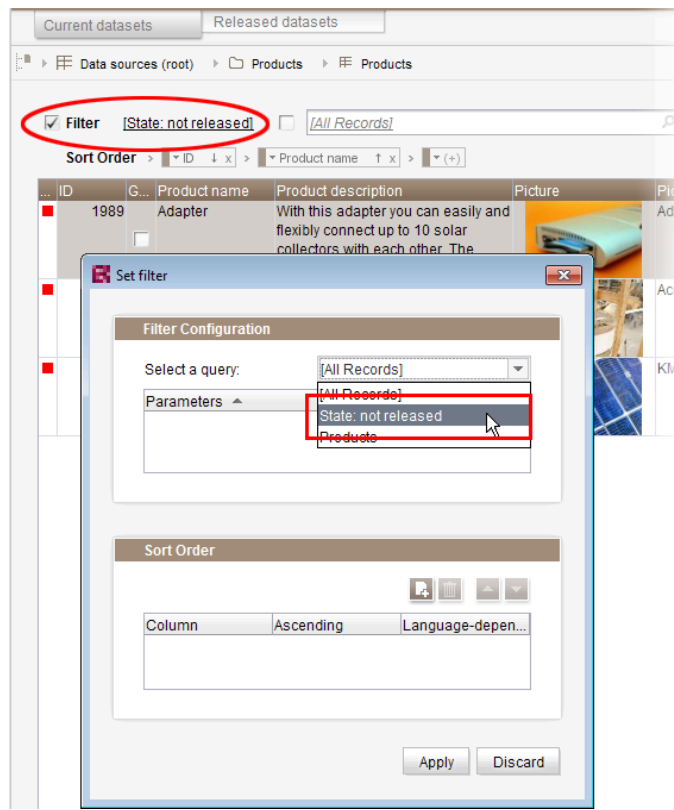 Current datasets
Released datasets
Data sources (root)
Products
Products
Filter
[State: not released]
[All Records]
Sort Order
ID
x
Product name
x
(+)
...
ID
G...
Product name
Product description
Picture
1989
Adapter
With this adapter you can easily and
flexibly connect up to 10 solar
collectors with each other. The
Ad
Ac
KM
Set filter
Filter Configuration
Select a query:
[All Records]
Parameters
[All Records]
State: not released
Products
Sort Order
Column
Ascending
Language-depen...
Apply
Discard